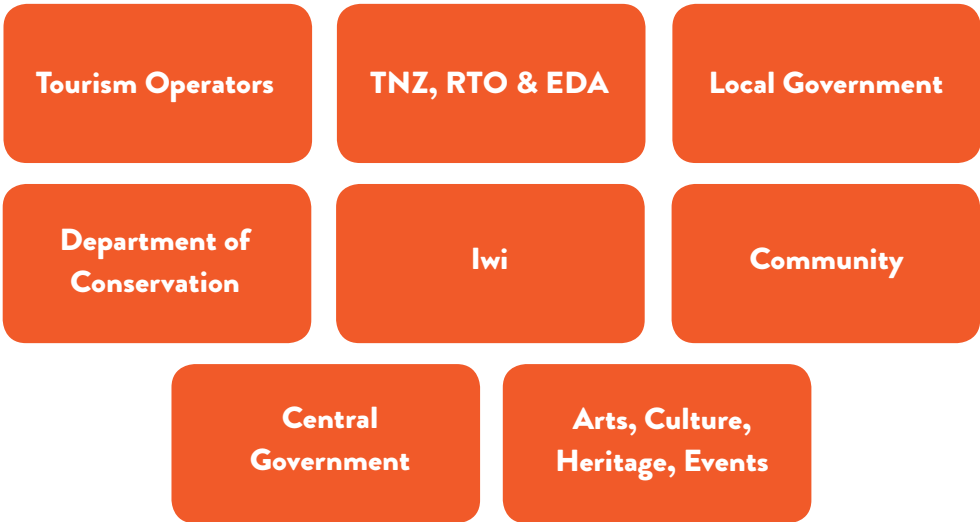 Tourism Operators
TNZ, RTO & EDA
Local Government
Department of
Conservation
Iwi
Community
Central
Government
Arts, Culture,
Heritage, Events